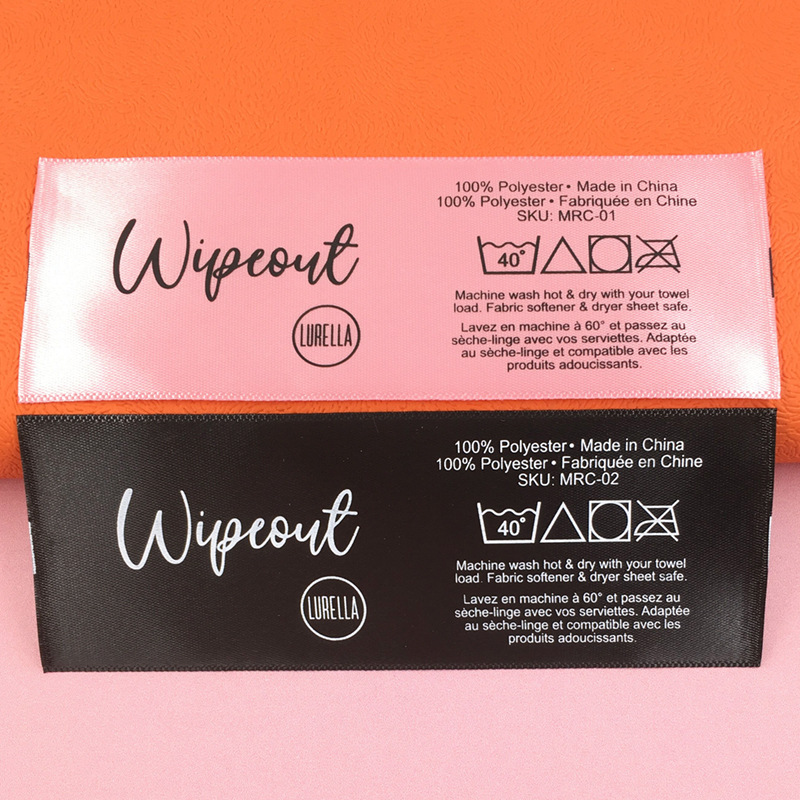 Wipeout
LURELLA
100% Polyester • Made in China
100% Polyester • Fabriquée en Chine
SKU: MRC-01
40°
Machine wash hot & dry with your towel
load. Fabric softener & dryer sheet safe.
Lavez en machine à 60° et passez au
sèche-linge avec vos serviettes. Adaptée
au sèche-linge et compatible avec les
produits adoucissants.
Wipeout
LURELLA
100% Polyester • Made in China
100% Polyester • Fabriquée en Chine
SKU: MRC-02
40°
Machine wash hot & dry with your towel
load. Fabric softener & dryer sheet safe.
Lavez en machine à 60° et passez au
sèche-linge avec vos serviettes. Adaptée
au sèche-linge et compatible avec les
produits adoucissants.